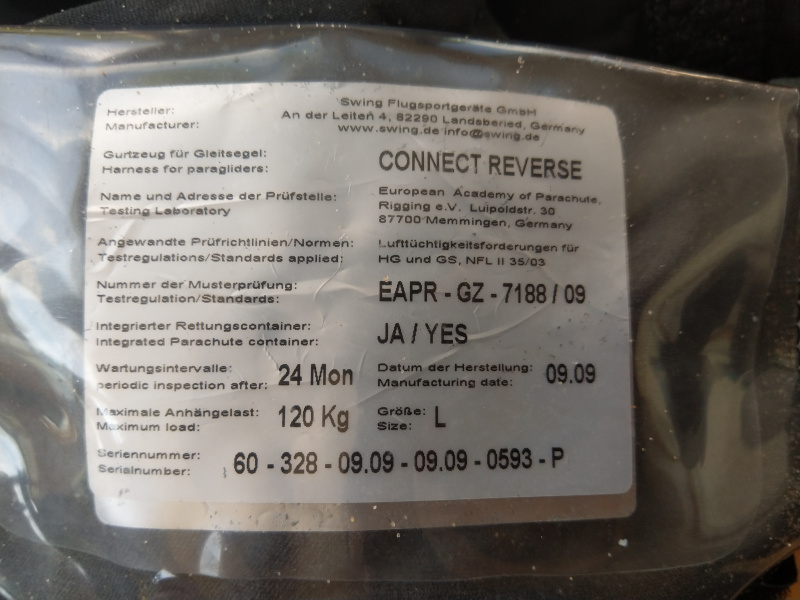 Hersteller: Swing Flugsportgeräte GmbH
Manufacturer: An der Leiten 4, 82290 Landsberied, Germany
www.swing.de info@swing.de
Gurtzeug für Gleitsegel:
Harness for paragliders: CONNECT REVERSE
Name und Adresse der Prüfstelle: European Academy of Parachute,
Testing Laboratory Rigging e.V. Luipoldstr. 30
87700 Memmingen, Germany
Angewandte Prüfrichtlinien/Normen: Lufttüchtigkeitsforderungen für
Testregulations/Standards applied: HG und GS, NFL II 35/03
Nummer der Musterprüfung:
Testregulation/Standards: EAPR - GZ - 7188 / 09
Integrierter Rettungscontainer:
Integrated Parachute container: JA / YES
Wartungsintervalle: Datum der Herstellung:
periodic inspection after: 24 Mon Manufacturing date: 09.09
Maximale Anhängelast: Größe:
Maximum load: 120 Kg Size: L
Seriennummer:
Serialnumber: 60 - 328 - 09.09 - 09.09 - 0593 - P